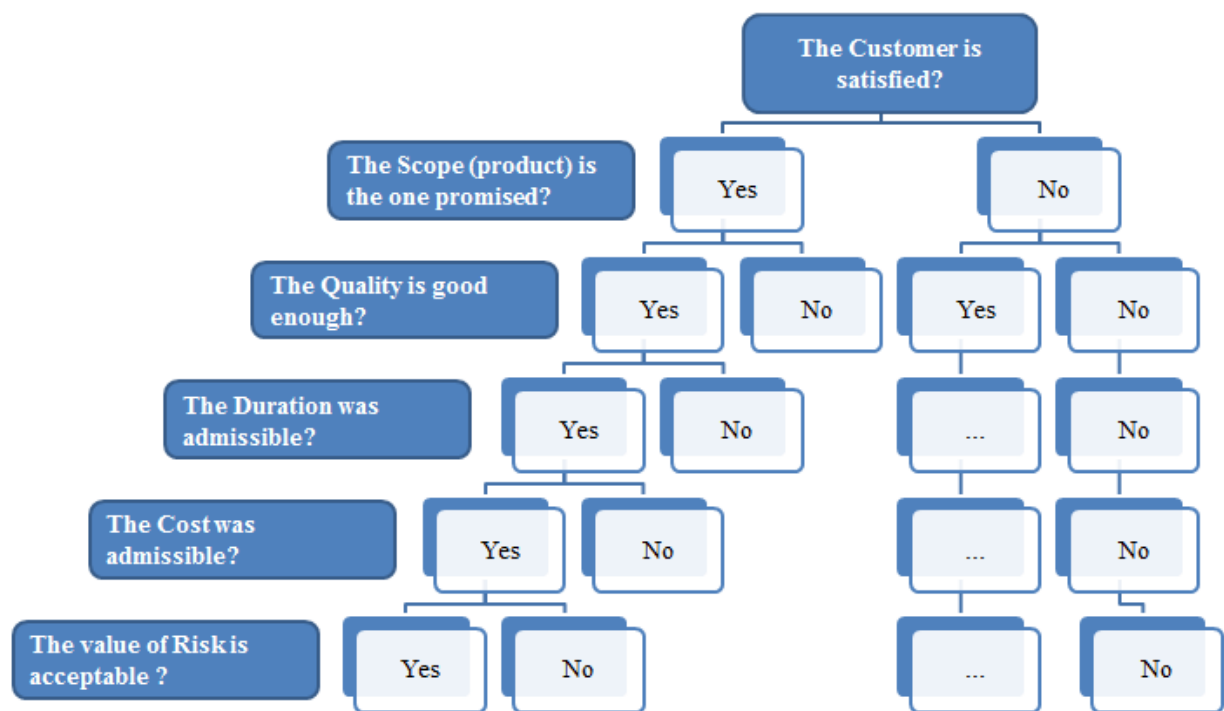 The Customer is
satisfied?
The Scope (product) is
the one promised?
Yes
No
The Quality is good
enough?
Yes
No
Yes
No
The Duration was
admissible?
Yes
No
...
No
The Cost was
admissible?
Yes
No
...
No
The value of Risk is
acceptable ?
Yes
No
...
No